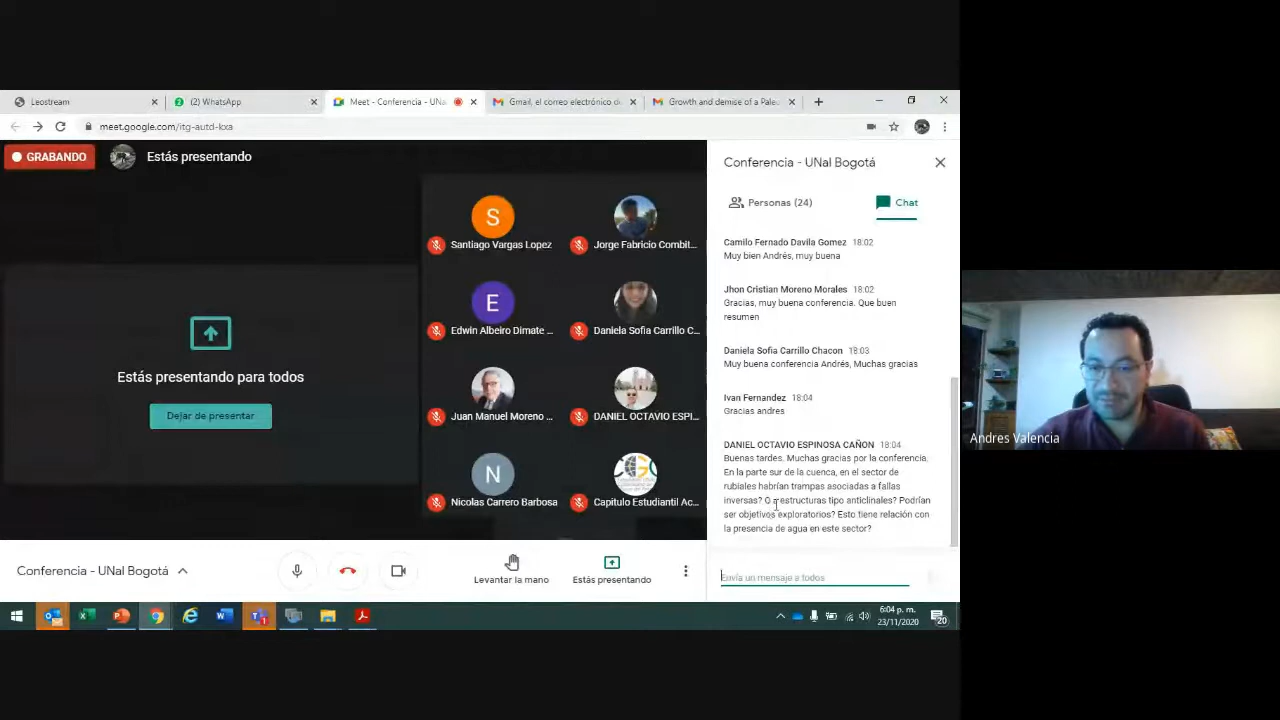 Leostream
(2) WhatsApp
Meet - Conferencia - UNa
Gmail, el correo electrónico de
Growth and demise of a Pale
meet.google.com/itg-autd-kxa
GRABANDO
Estás presentando
Estás presentando para todos
Dejar de presentar
S
Santiago Vargas Lopez
Jorge Fabricio Combit...
E
Edwin Albeiro Dimate ...
Daniela Sofia Carrillo C...
Juan Manuel Moreno ...
DANIEL OCTAVIO ESPI...
N
Nicolas Carrero Barbosa
Capitulo Estudiantil Ac...
Conferencia - UNal Bogotá
Personas (24)
Chat
Camilo Fernado Davila Gomez 18:02
Muy bien Andrés, muy buena
Jhon Cristian Moreno Morales 18:02
Gracias, muy buena conferencia. Que buen
resumen
Daniela Sofia Carrillo Chacon 18:03
Muy buena conferencia Andrés, Muchas gracias
Ivan Fernandez 18:04
Gracias andres
DANIEL OCTAVIO ESPINOSA CAÑON 18:04
Buenas tardes. Muchas gracias por la conferencia.
En la parte sur de la cuenca, en el sector de
rubiales habrían trampas asociadas a fallas
inversas? O estructuras tipo anticlinales? Podrían
ser objetivos exploratorios? Esto tiene relación con
la presencia de agua en este sector?
Envía un mensaje a todos
Conferencia - UNal Bogotá
Levantar la mano
Estás presentando
6:04 p. m.
23/11/2020
20
Andres Valencia